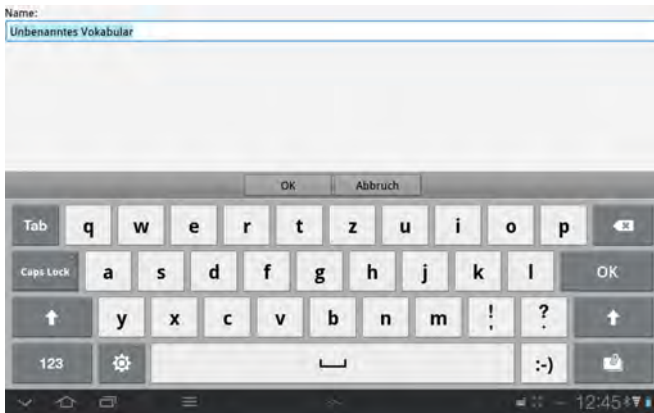 Name:
Unbenanntes Vokabular
OK Abbruch
Tab q w e r t z u i o p
Caps Lock a s d f g h j k l OK
y x c v b n m ! , ? .
123 :-)
12:45